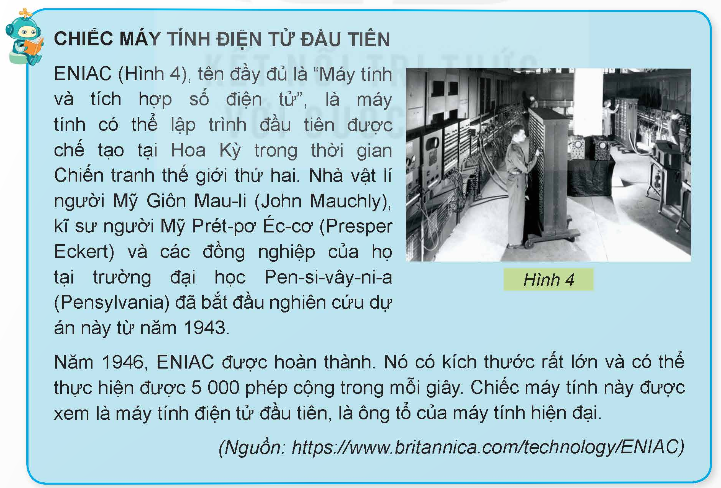 CHIẾC MÁY TÍNH ĐIỆN TỬ ĐẦU TIÊN
ENIAC (Hình 4), tên đầy đủ là “Máy tính
và tích hợp số điện tử”, là máy
tính có thể lập trình đầu tiên được
chế tạo tại Hoa Kỳ trong thời gian
Chiến tranh thế giới thứ hai. Nhà vật lí
người Mỹ Giôn Mau-li (John Mauchly),
kĩ sư người Mỹ Prét-pơ Éc-cơ (Presper
Eckert) và các đồng nghiệp của họ
tại trường đại học Pen-si-vây-ni-a
(Pensylvania) đã bắt đầu nghiên cứu dự
án này từ năm 1943.
Hình 4
Năm 1946, ENIAC được hoàn thành. Nó có kích thước rất lớn và có thể
thực hiện được 5 000 phép cộng trong mỗi giây. Chiếc máy tính này được
xem là máy tính điện tử đầu tiên, là ông tổ của máy tính hiện đại.
(Nguồn: https://www.britannica.com/technology/ENIAC)
KẾT NỐI TRI THỨC